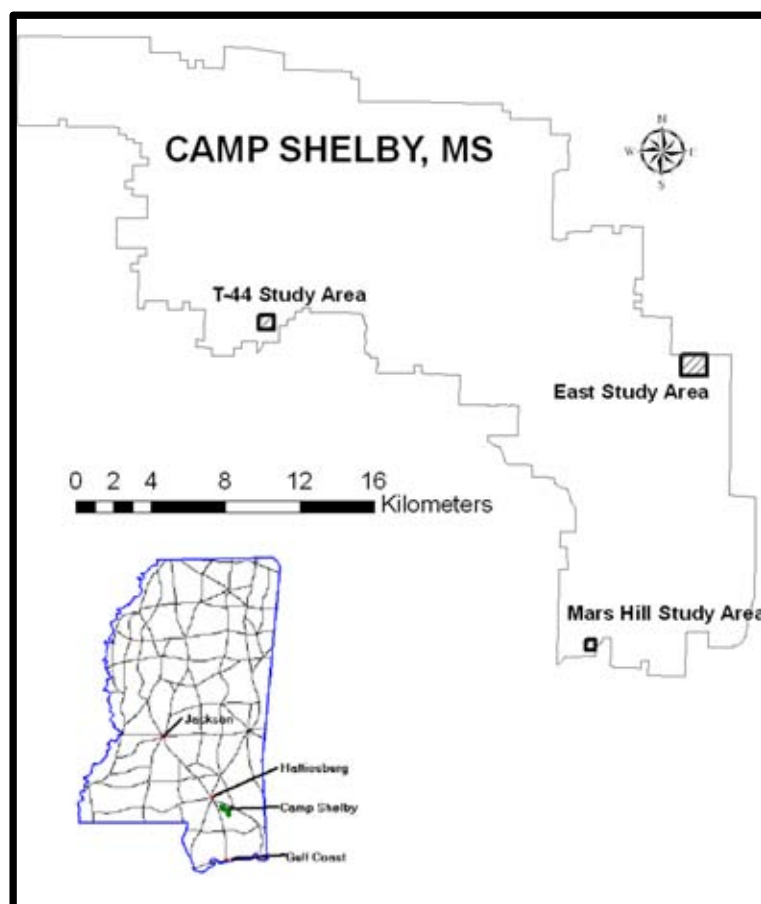 CAMP SHELBY, MS
N
W E
S
T-44 Study Area
East Study Area
0 2 4 8 12 16
Kilometers
Mars Hill Study Area
Jackson
Hattiesburg
Camp Shelby
Gulf Coast